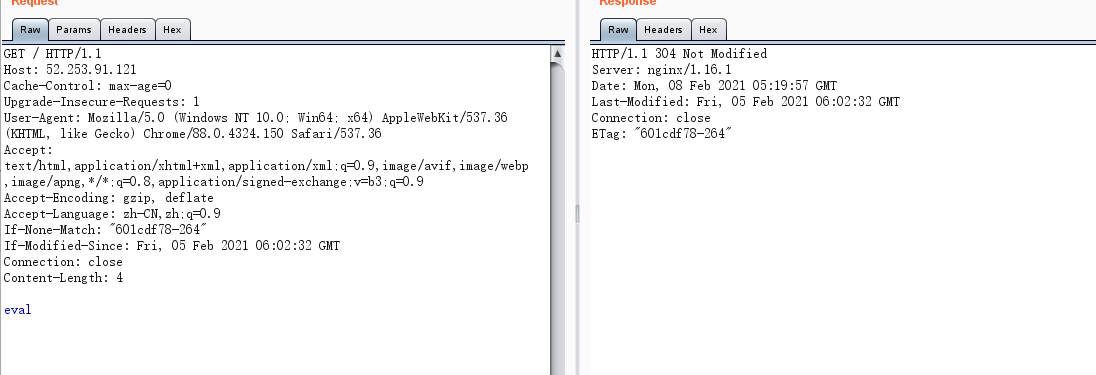 Request
Raw Params Headers Hex
GET / HTTP/1.1
Host: 52.253.91.121
Cache-Control: max-age=0
Upgrade-Insecure-Requests: 1
User-Agent: Mozilla/5.0 (Windows NT 10.0; Win64; x64) AppleWebKit/537.36
(KHTML, like Gecko) Chrome/88.0.4324.150 Safari/537.36
Accept:
text/html,application/xhtml+xml,application/xml;q=0.9,image/avif,image/webp
,image/apng,*/*;q=0.8,application/signed-exchange;v=b3;q=0.9
Accept-Encoding: gzip, deflate
Accept-Language: zh-CN,zh;q=0.9
If-None-Match: "601cdf78-264"
If-Modified-Since: Fri, 05 Feb 2021 06:02:32 GMT
Connection: close
Content-Length: 4
eval
Response
Raw Headers Hex
HTTP/1.1 304 Not Modified
Server: nginx/1.16.1
Date: Mon, 08 Feb 2021 05:19:57 GMT
Last-Modified: Fri, 05 Feb 2021 06:02:32 GMT
Connection: close
ETag: "601cdf78-264"